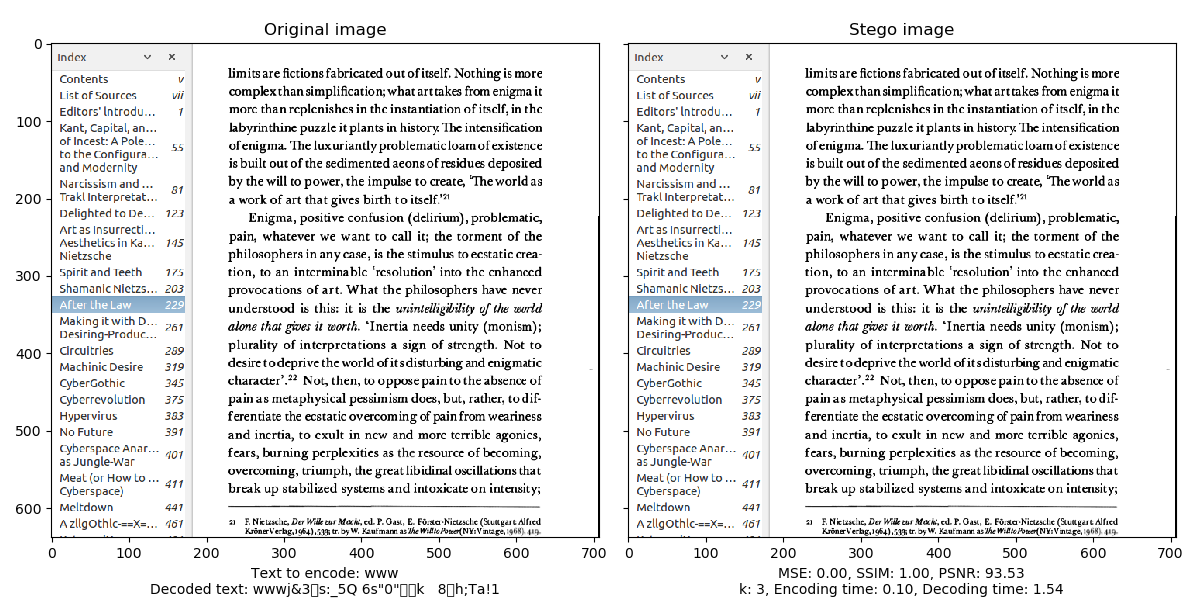 Original image
0
100
200
300
400
500
600
Index
Contents v
List of Sources vii
Editors' Introdu... 1
Kant, Capital, an...
of Incest: A Pole...
to the Configura... 55
and Modernity
Narcissism and ...
Trakl Interpretat... 81
Delighted to De... 123
Art as Insurrecti...
Aesthetics in Ka... 145
Nietzsche
Spirit and Teeth 175
Shamanic Nietzs... 203
After the Law 229
Making it with D...
Desiring-Produc... 261
Circuitries 289
Machinic Desire 319
CyberGothic 345
Cyberrevolution 375
Hypervirus 383
No Future 391
Cyberspace Anar...
as Jungle-War 401
Meat (or How to ...
Cyberspace) 411
Meltdown 441
A zIIgOthIc-==X=... 461
limits are fictions fabricated out of itself. Nothing is more
complex than simplification; what art takes from enigma it
more than replenishes in the instantiation of itself, in the
labyrinthine puzzle it plants in history. The intensification
of enigma. The luxuriantly problematic loam of existence
is built out of the sedimented aeons of residues deposited
by the will to power, the impulse to create, 'The world as
a work of art that gives birth to itself.'21
Enigma, positive confusion (delirium), problematic,
pain, whatever we want to call it; the torment of the
philosophers in any case, is the stimulus to ecstatic crea-
tion, to an interminable 'resolution' into the enhanced
provocations of art. What the philosophers have never
understood is this: it is the unintelligibility of the world
alone that gives it worth. 'Inertia needs unity (monism);
plurality of interpretations a sign of strength. Not to
desire to deprive the world of its disturbing and enigmatic
character'.22 Not, then, to oppose pain to the absence of
pain as metaphysical pessimism does, but, rather, to dif-
ferentiate the ecstatic overcoming of pain from weariness
and inertia, to exult in new and more terrible agonies,
fears, burning perplexities as the resource of becoming,
overcoming, triumph, the great libidinal oscillations that
break up stabilized systems and intoxicate on intensity;
21 F. Nietzsche, Der Wille zur Macht, ed. P. Gast, E. Förster-Nietzsche (Stuttgart Alfred
Kröner Verlag, 1964), 533; tr. by W. Kaufmann as The Will to Power (NY: Vintage, 1968), 419.
0 100 200 300 400 500 600 700
Text to encode: www
Stego image
Index
Contents v
List of Sources vii
Editors' Introdu... 1
Kant, Capital, an...
of Incest: A Pole...
to the Configura... 55
and Modernity
Narcissism and ...
Trakl Interpretat... 81
Delighted to De... 123
Art as Insurrecti...
Aesthetics in Ka... 145
Nietzsche
Spirit and Teeth 175
Shamanic Nietzs... 203
After the Law 229
Making it with D...
Desiring-Produc... 261
Circuitries 289
Machinic Desire 319
CyberGothic 345
Cyberrevolution 375
Hypervirus 383
No Future 391
Cyberspace Anar...
as Jungle-War 401
Meat (or How to ...
Cyberspace) 411
Meltdown 441
A zIIgOthIc-==X=... 461
limits are fictions fabricated out of itself. Nothing is more
complex than simplification; what art takes from enigma it
more than replenishes in the instantiation of itself, in the
labyrinthine puzzle it plants in history. The intensification
of enigma. The luxuriantly problematic loam of existence
is built out of the sedimented aeons of residues deposited
by the will to power, the impulse to create, 'The world as
a work of art that gives birth to itself.'21
Enigma, positive confusion (delirium), problematic,
pain, whatever we want to call it; the torment of the
philosophers in any case, is the stimulus to ecstatic crea-
tion, to an interminable 'resolution' into the enhanced
provocations of art. What the philosophers have never
understood is this: it is the unintelligibility of the world
alone that gives it worth. 'Inertia needs unity (monism);
plurality of interpretations a sign of strength. Not to
desire to deprive the world of its disturbing and enigmatic
character'.22 Not, then, to oppose pain to the absence of
pain as metaphysical pessimism does, but, rather, to dif-
ferentiate the ecstatic overcoming of pain from weariness
and inertia, to exult in new and more terrible agonies,
fears, burning perplexities as the resource of becoming,
overcoming, triumph, the great libidinal oscillations that
break up stabilized systems and intoxicate on intensity;
21 F. Nietzsche, Der Wille zur Macht, ed. P. Gast, E. Förster-Nietzsche (Stuttgart Alfred
Kröner Verlag, 1964), 533; tr. by W. Kaufmann as The Will to Power (NY: Vintage, 1968), 419.
0 100 200 300 400 500 600 700
MSE: 0.00, SSIM: 1.00, PSNR: 93.53
Decoded text: wwwj&3 s:_5Q 6s"0" k 8 h;Ta!1
k: 3, Encoding time: 0.10, Decoding time: 1.54